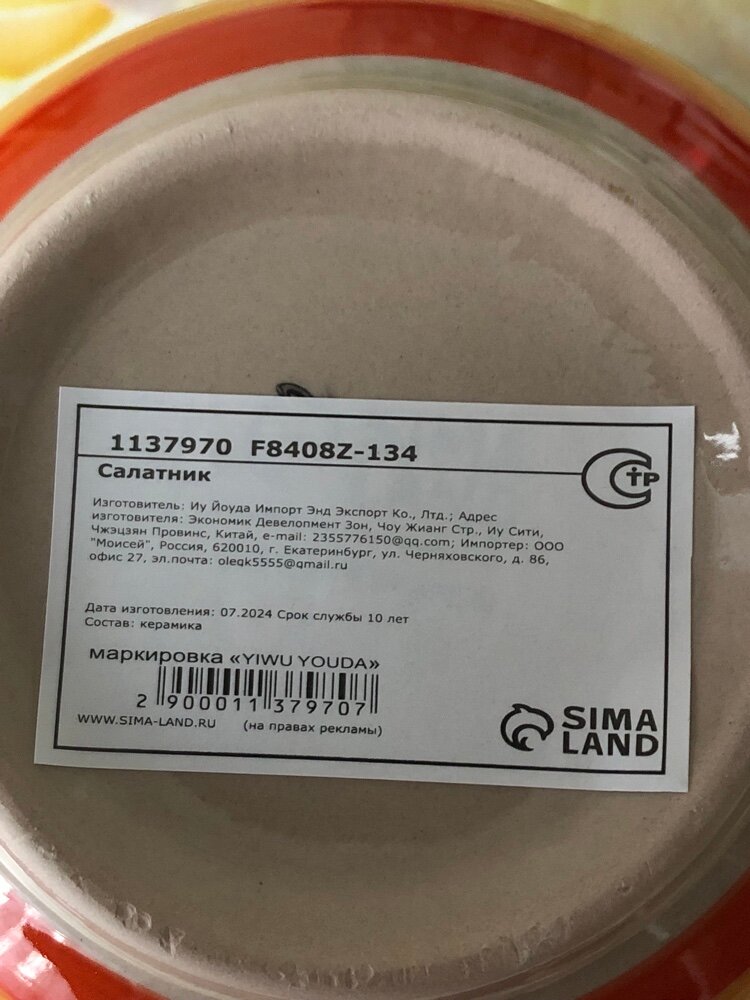 1137970 F8408Z-134
Салатник
СТР
Изготовитель: Иу Йоуда Импорт Энд Экспорт Ко., Лтд.; Адрес
изготовителя: Экономик Девелопмент Зон, Чоу Жианг Стр., Иу Сити,
Чжэцзян Провинс, Китай, e-mail: 2355776150@qq.com; Импортер: ООО
"Моисей", Россия, 620010, г. Екатеринбург, ул. Черняховского, д. 86,
офис 27, эл.почта: olegk5555@gmail.ru
Дата изготовления: 07.2024 Срок службы 10 лет
Состав: керамика
маркировка «YIWU YOUDA»
2 900011 379707
WWW.SIMA-LAND.RU (на правах рекламы)
SIMA
LAND